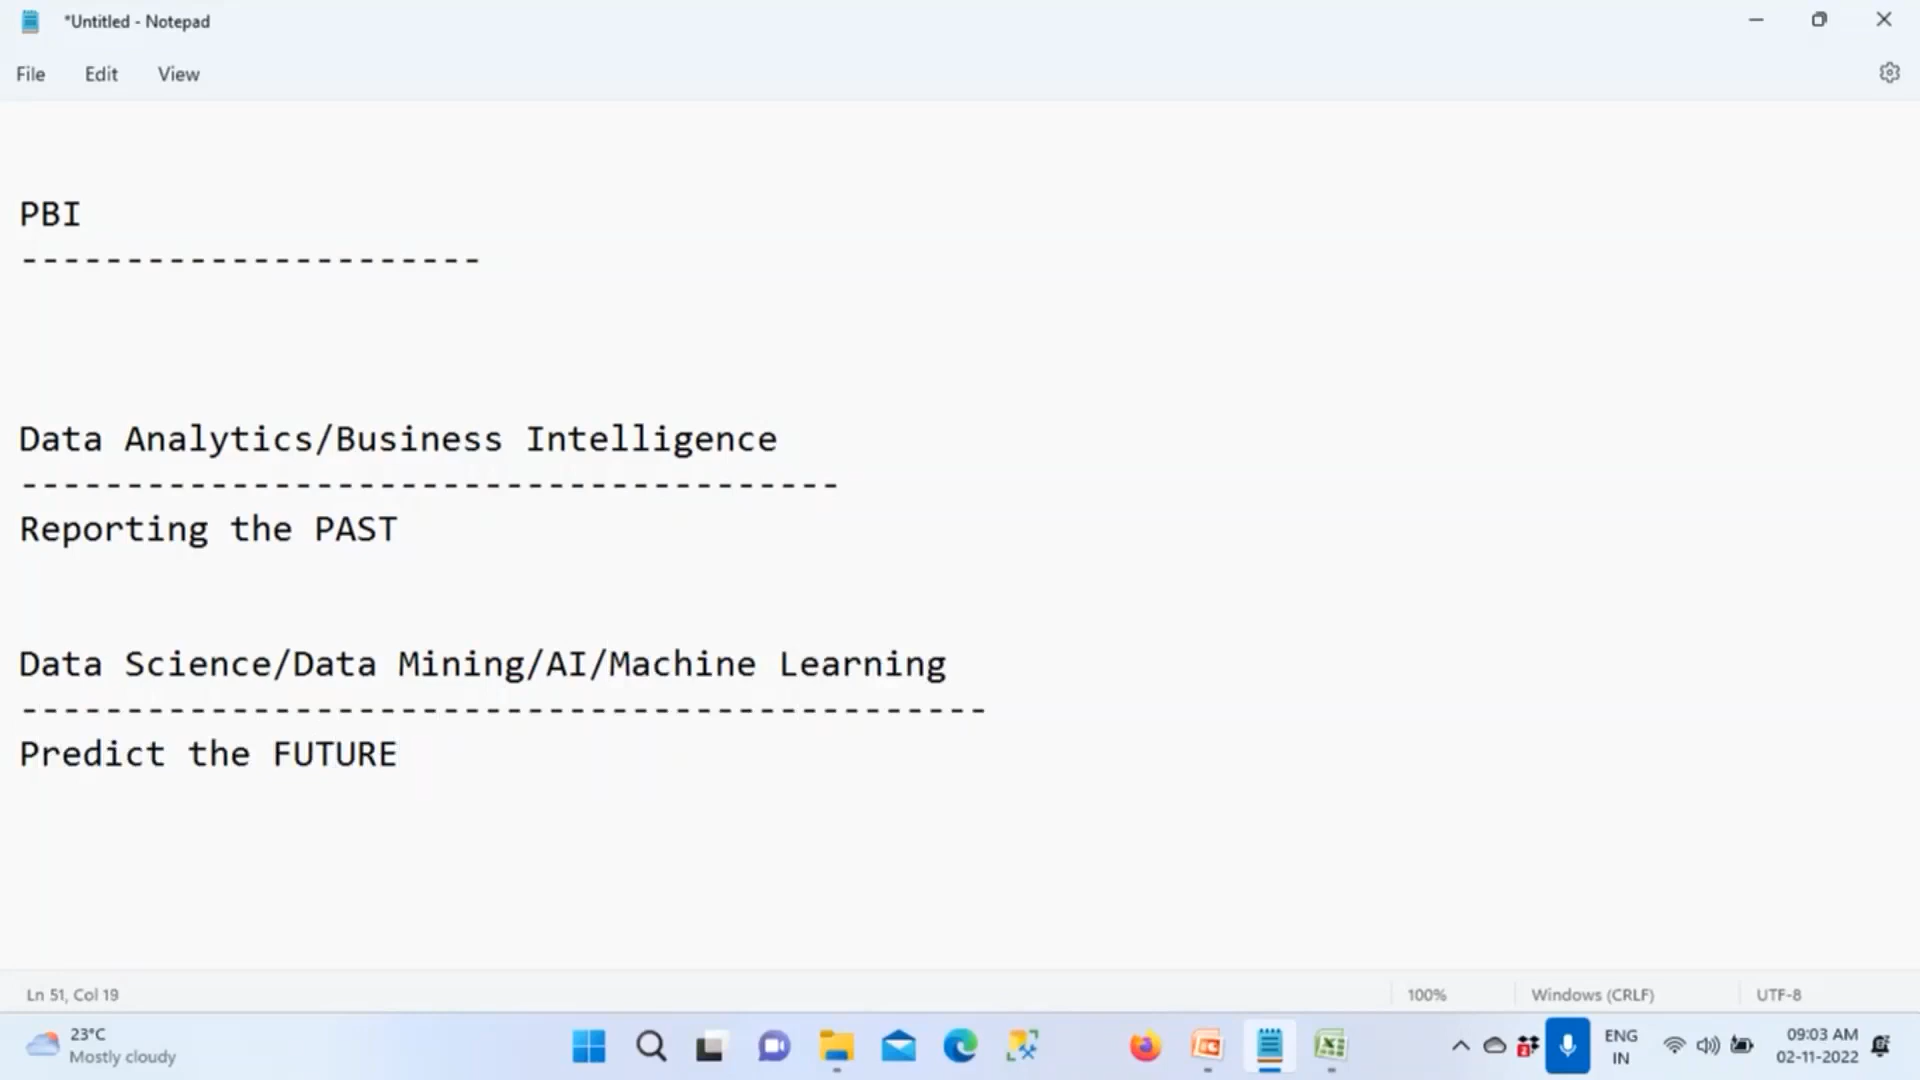 *Untitled - Notepad
File Edit View
PBI
----------------------
Data Analytics/Business Intelligence
---------------------------------------
Reporting the PAST
Data Science/Data Mining/AI/Machine Learning
----------------------------------------------
Predict the FUTURE
Ln 51, Col 19 100% Windows (CRLF) UTF-8
23°C
Mostly cloudy
ENG
IN
09:03 AM
02-11-2022